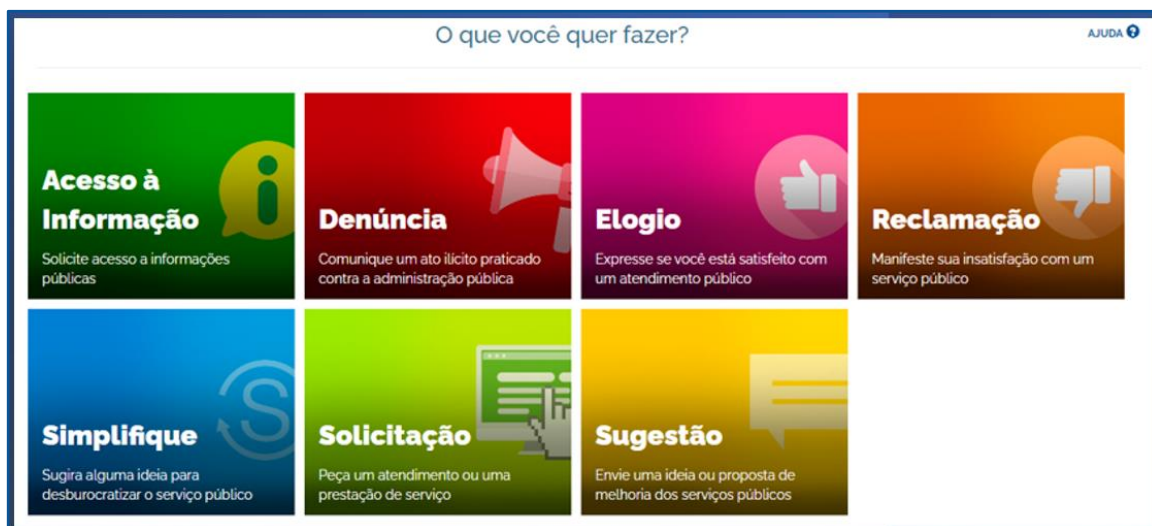 O que você quer fazer?
AJUDA
Acesso à
Informação
Solicite acesso a informações
públicas
Denúncia
Comunique um ato ilícito praticado
contra a administração pública
Elogio
Expresse se você está satisfeito com
um atendimento público
Reclamação
Manifeste sua insatisfação com um
serviço público
Simplifique
Sugira alguma ideia para
desburocratizar o serviço público
Solicitação
Peça um atendimento ou uma
prestação de serviço
Sugestão
Envie uma ideia ou proposta de
melhoria dos serviços públicos